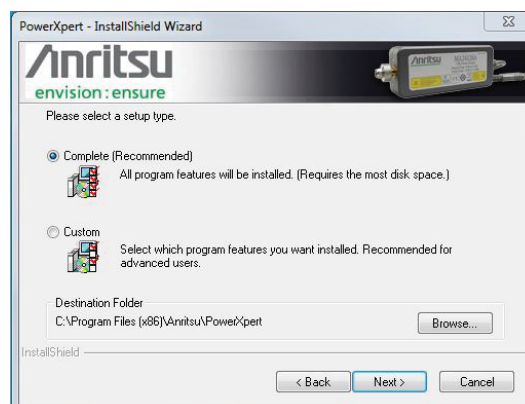 PowerXpert - InstallShield Wizard
Anritsu
envision : ensure
Anritsu
Please select a setup type.
Complete (Recommended)
All program features will be installed. (Requires the most disk space.)
Custom
Select which program features you want installed. Recommended for
advanced users.
Destination Folder
C:\Program Files (x86)\Anritsu\PowerXpert
Browse...
InstallShield
< Back
Next >
Cancel